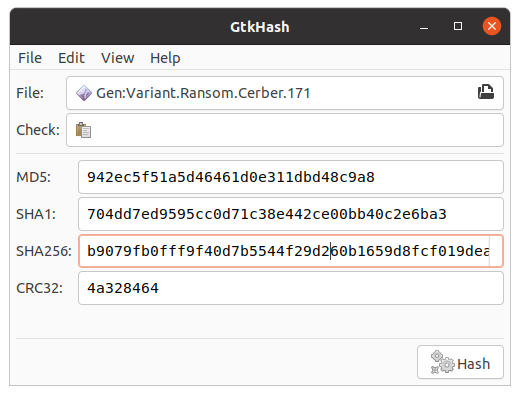 GtkHash
File Edit View Help
File: Gen:Variant.Ransom.Cerber.171
Check:
MD5: 942ec5f51a5d46461d0e311dbd48c9a8
SHA1: 704dd7ed9595cc0d71c38e442ce00bb40c2e6ba3
SHA256: b9079fb0fff9f40d7b5544f29d260b1659d8fcf019dea
CRC32: 4a328464
Hash